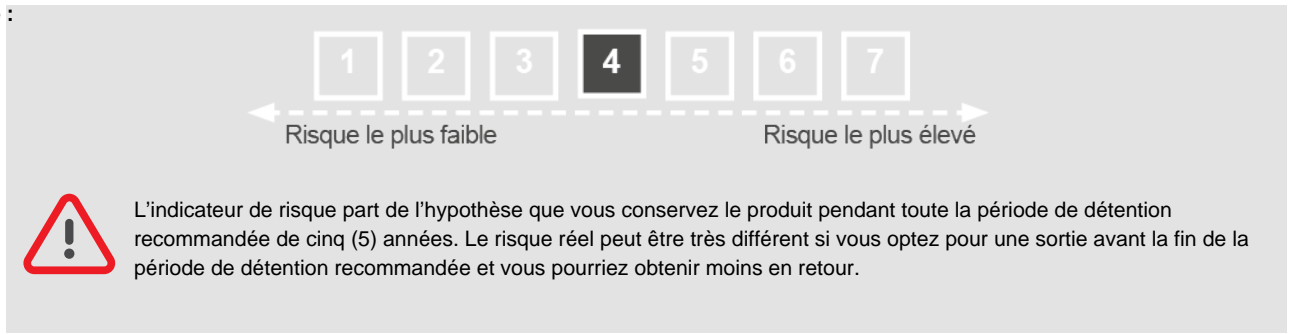 :
1 2 3 4 5 6 7
Risque le plus faible Risque le plus élevé
L'indicateur de risque part de l'hypothèse que vous conservez le produit pendant toute la période de détention
recommandée de cinq (5) années. Le risque réel peut être très différent si vous optez pour une sortie avant la fin de la
période de détention recommandée et vous pourriez obtenir moins en retour.